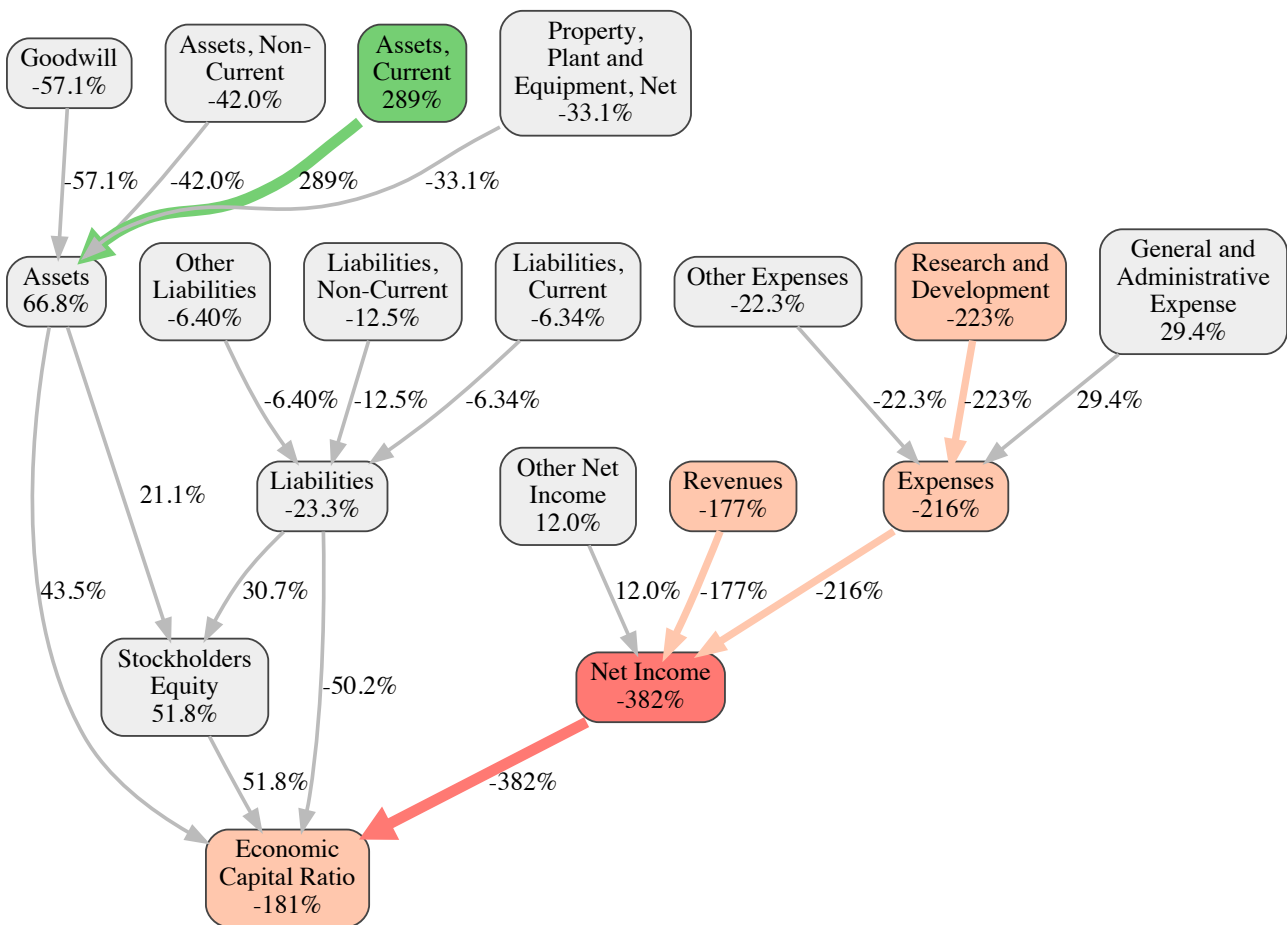 Goodwill
-57.1%
Assets, Non-
Current
-42.0%
Assets,
Current
289%
Property,
Plant and
Equipment, Net
-33.1%
-57.1%
-42.0%
289%
-33.1%
Assets
66.8%
Other
Liabilities
-6.40%
Liabilities,
Non-Current
-12.5%
Liabilities,
Current
-6.34%
Other Expenses
-22.3%
Research and
Development
-223%
General and
Administrative
Expense
29.4%
-6.40%
-12.5%
-6.34%
-22.3%
-223%
29.4%
21.1%
Liabilities
-23.3%
Other Net
Income
12.0%
Revenues
-177%
Expenses
-216%
43.5%
30.7%
12.0%
-177%
-216%
Stockholders
Equity
51.8%
-50.2%
Net Income
-382%
51.8%
-382%
Economic
Capital Ratio
-181%